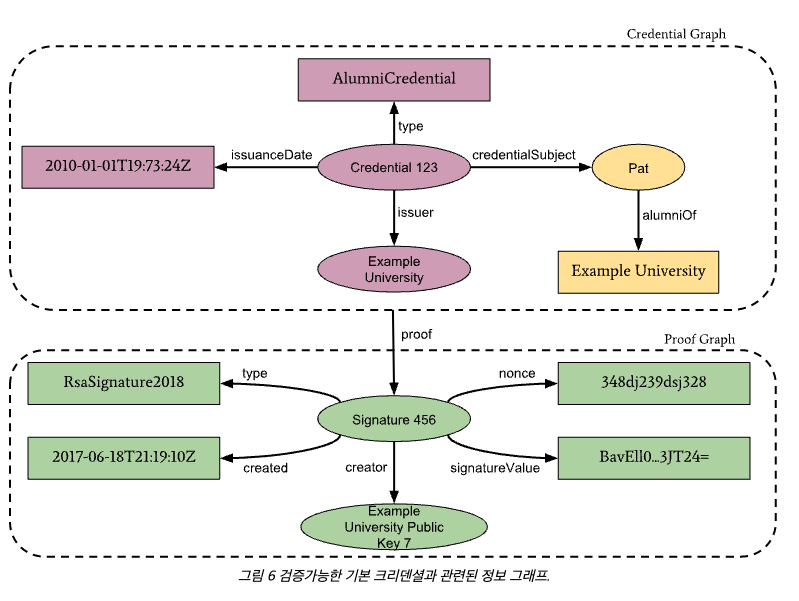 Credential Graph
AlumniCredential
type
2010-01-01T19:73:24Z
issuanceDate
Credential 123
credentialSubject
Pat
issuer
alumniOf
Example
University
Example University
proof
Proof Graph
RsaSignature2018
type
nonce
348dj239dsj328
Signature 456
2017-06-18T21:19:10Z
created
creator
signatureValue
BavEll0...3JT24=
Example
University Public
Key 7
그림 6 검증가능한 기본 크리덴셜과 관련된 정보 그래프.